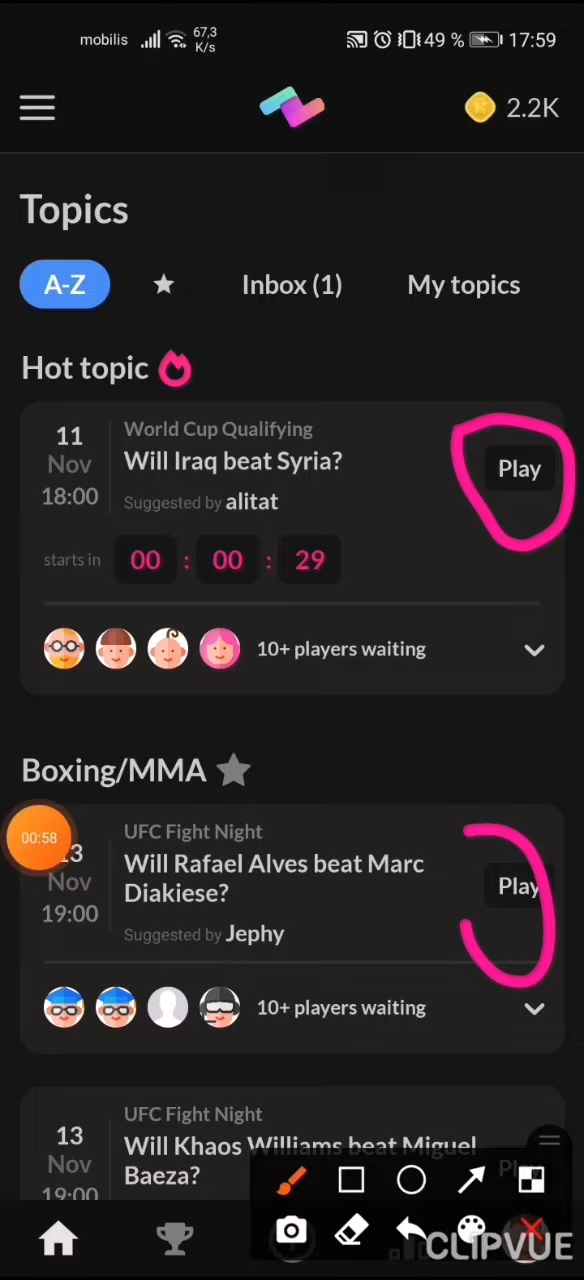 mobilis 67,3 K/s 49 % 17:59
2.2K
Topics
A-Z Inbox (1) My topics
Hot topic
11 Nov 18:00
World Cup Qualifying
Will Iraq beat Syria?
Suggested by alitat
Play
starts in 00 : 00 : 29
10+ players waiting
Boxing/MMA
00:58
13 Nov 19:00
UFC Fight Night
Will Rafael Alves beat Marc
Diakiese?
Suggested by Jephy
Play
10+ players waiting
13 Nov 19:00
UFC Fight Night
Will Khaos Williams beat Miguel
Baeza?
CLIPVUE